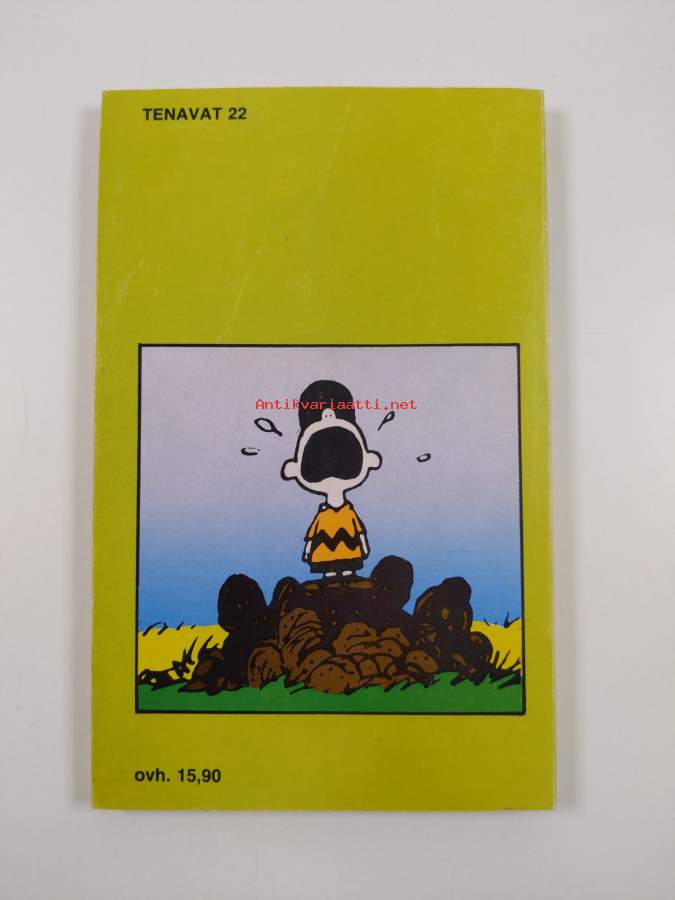 TENAVAT 22
Antikvariaatti.net
ovh. 15,90